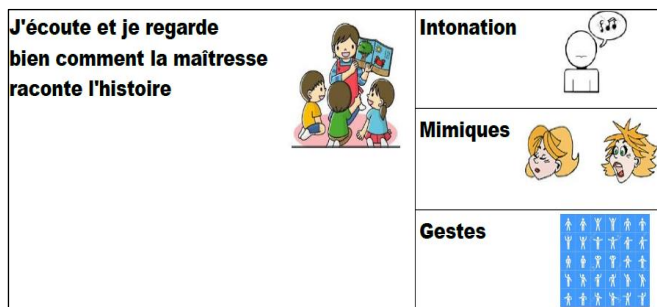 J'écoute et je regarde
bien comment la maîtresse
raconte l'histoire
Intonation
Mimiques
Gestes